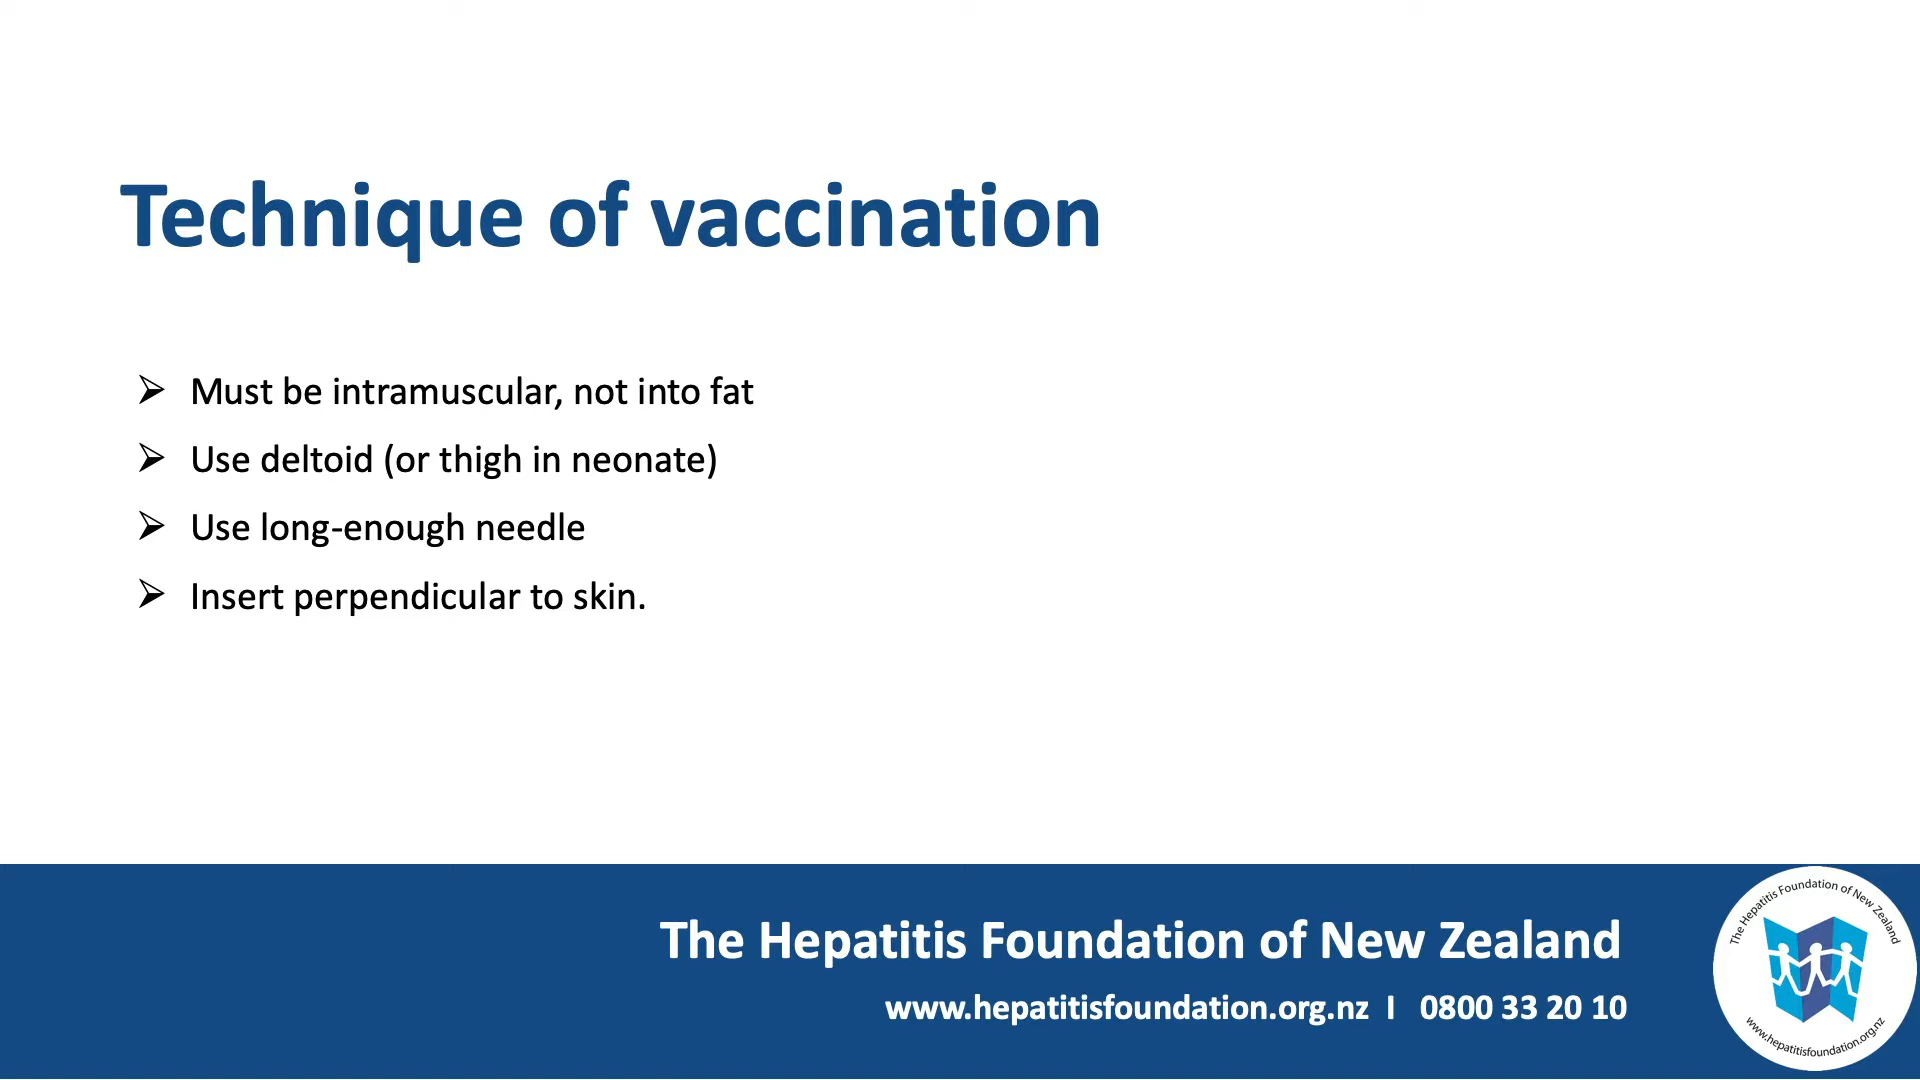 Technique of vaccination
Must be intramuscular, not into fat
Use deltoid (or thigh in neonate)
Use long-enough needle
Insert perpendicular to skin.
The Hepatitis Foundation of New Zealand
www.hepatitisfoundation.org.nz I 0800 33 20 10
The Hepatitis Foundation of New Zealand
www.hepatitisfoundation.org.nz